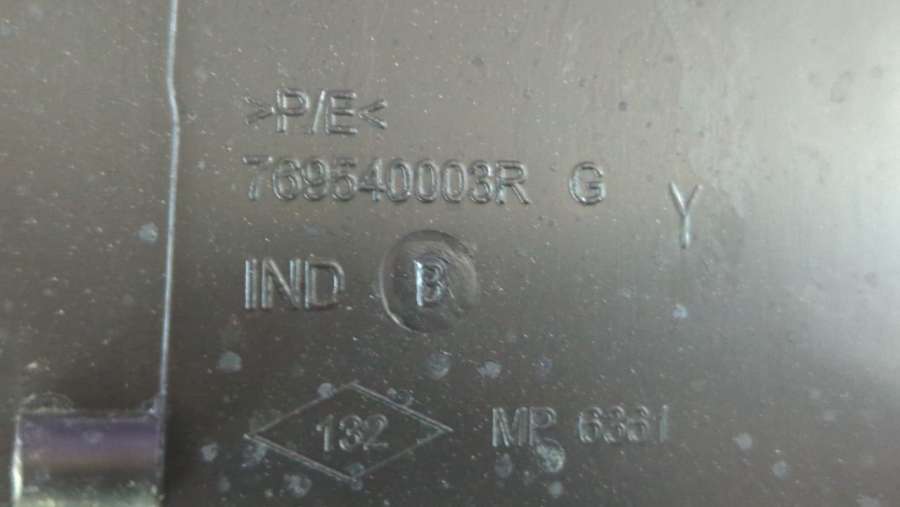 >P/E<
769540003R G Y
IND B
132 MP 6361